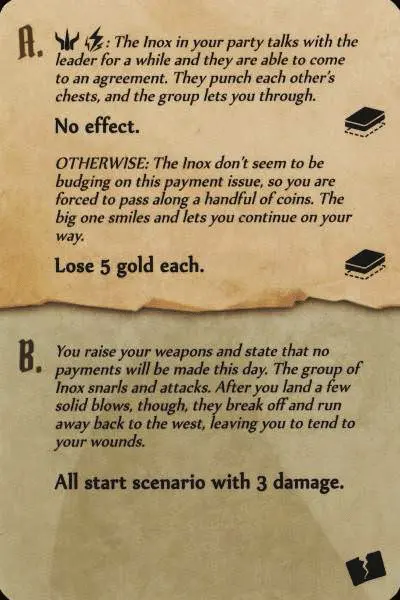 A.
: The Inox in your party talks with the
leader for a while and they are able to come
to an agreement. They punch each other's
chests, and the group lets you through.
No effect.
OTHERWISE: The Inox don't seem to be
budging on this payment issue, so you are
forced to pass along a handful of coins. The
big one smiles and lets you continue on your
way.
Lose 5 gold each.
B.
You raise your weapons and state that no
payments will be made this day. The group of
Inox snarls and attacks. After you land a few
solid blows, though, they break off and run
away back to the west, leaving you to tend to
your wounds.
All start scenario with 3 damage.